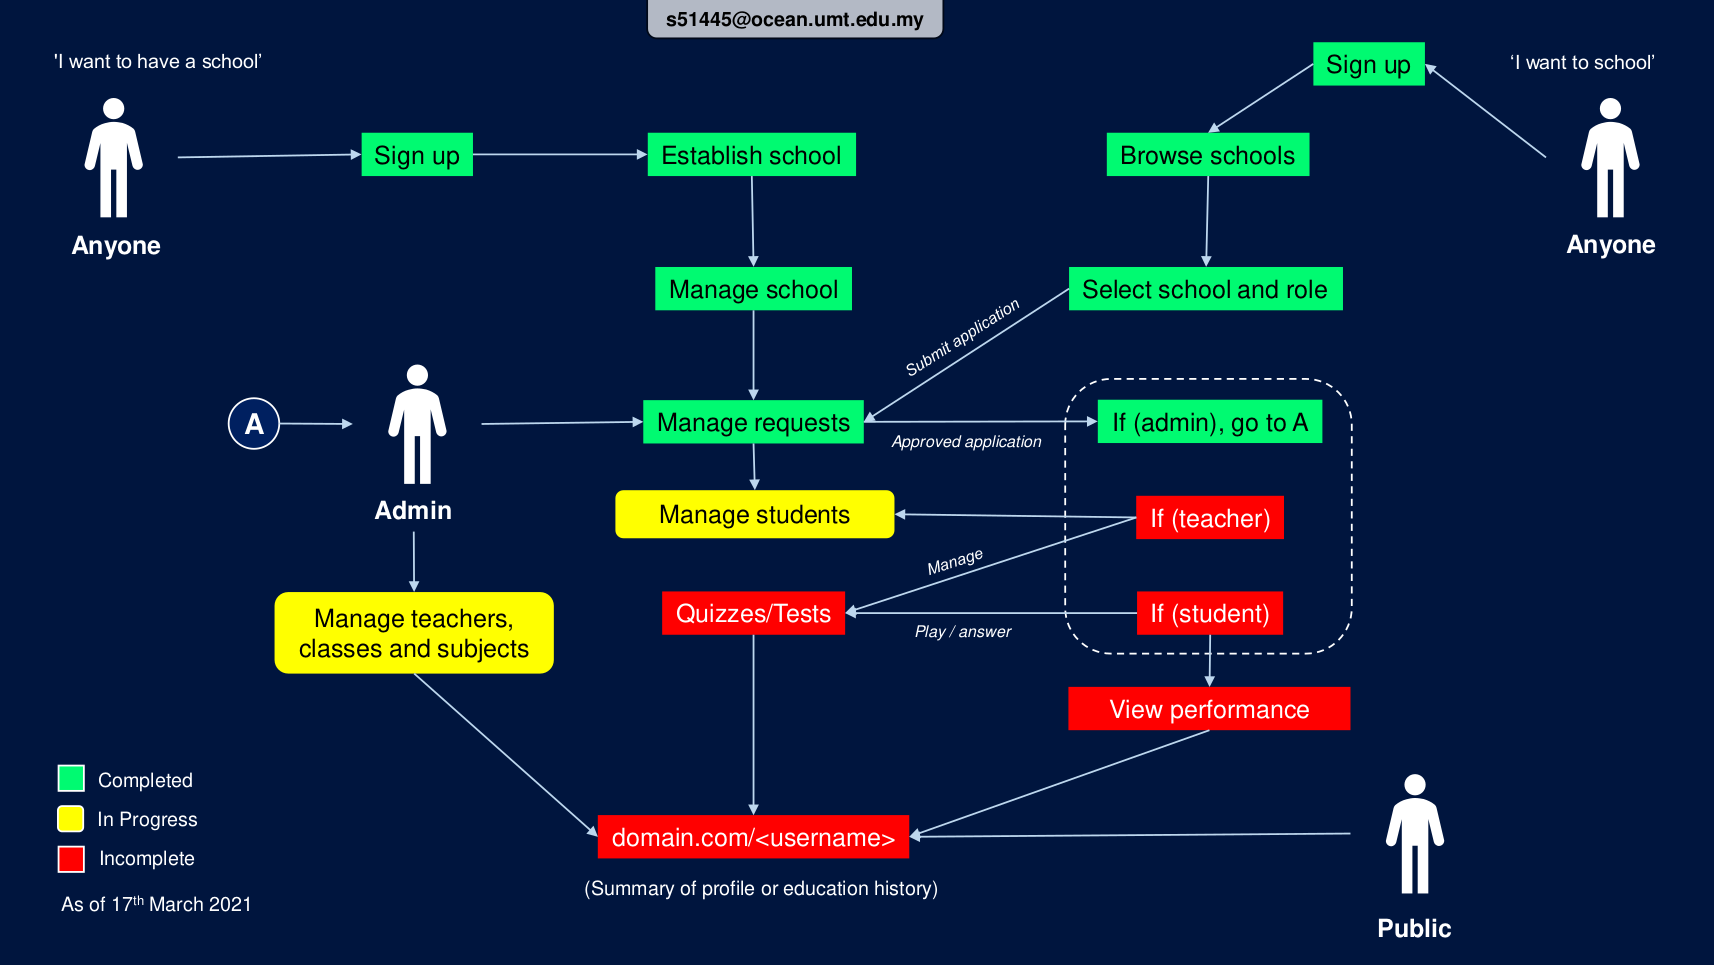 s51445@ocean.umt.edu.my
'I want to have a school’
‘I want to school’
Sign up
Sign up
Establish school
Browse schools
Anyone
Anyone
Manage school
Select school and role
Submit application
A
Manage requests
If (admin), go to A
Approved application
Admin
Manage students
If (teacher)
Manage
Manage teachers,
classes and subjects
Quizzes/Tests
If (student)
Play / answer
View performance
Completed
In Progress
Incomplete
As of 17th March 2021
domain.com/<username>
(Summary of profile or education history)
Public